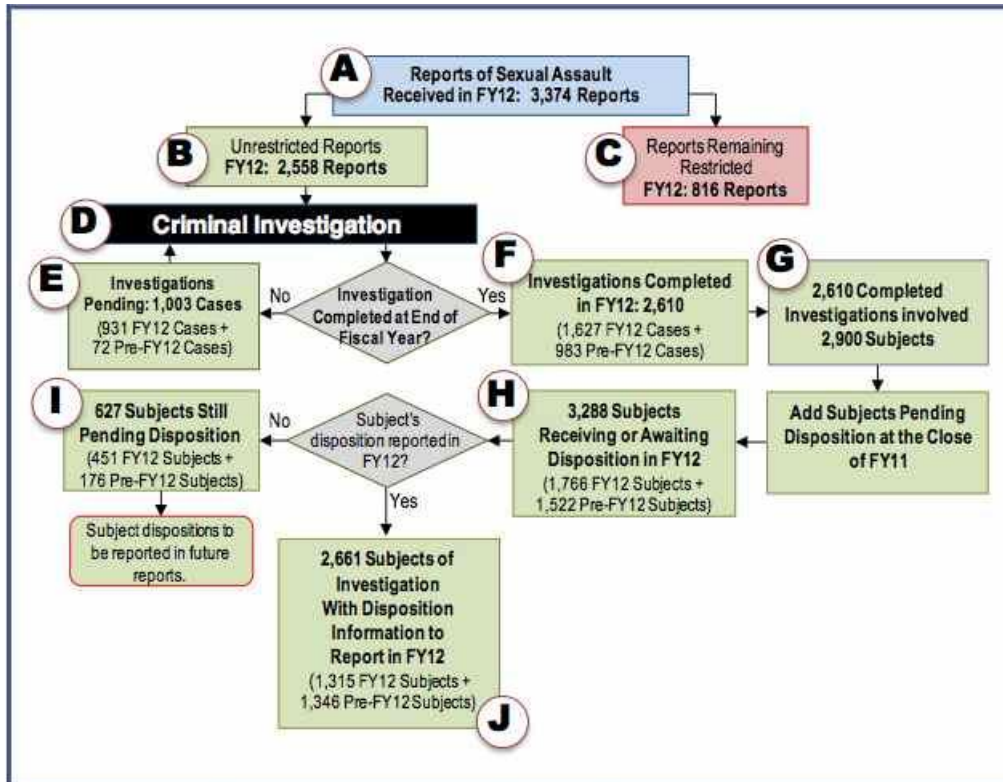 A
Reports of Sexual Assault
Received in FY12: 3,374 Reports
B
Unrestricted Reports
FY12: 2,558 Reports
C
Reports Remaining
Restricted
FY12: 816 Reports
D
Criminal Investigation
E
Investigations
Pending: 1,003 Cases
(931 FY12 Cases +
72 Pre-FY12 Cases)
No
Investigation
Completed at End of
Fiscal Year?
Yes
F
Investigations Completed
in FY12: 2,610
(1,627 FY12 Cases +
983 Pre-FY12 Cases)
G
2,610 Completed
Investigations involved
2,900 Subjects
Add Subjects Pending
Disposition at the Close
of FY11
H
3,288 Subjects
Receiving or Awaiting
Disposition in FY12
(1,766 FY12 Subjects +
1,522 Pre-FY12 Subjects)
Subject's
disposition reported in
FY12?
No
I
627 Subjects Still
Pending Disposition
(451 FY12 Subjects +
176 Pre-FY12 Subjects)
Subject dispositions to
be reported in future
reports.
Yes
2,661 Subjects of
Investigation
With Disposition
Information to
Report in FY12
(1,315 FY12 Subjects +
1,346 Pre-FY12 Subjects)
J